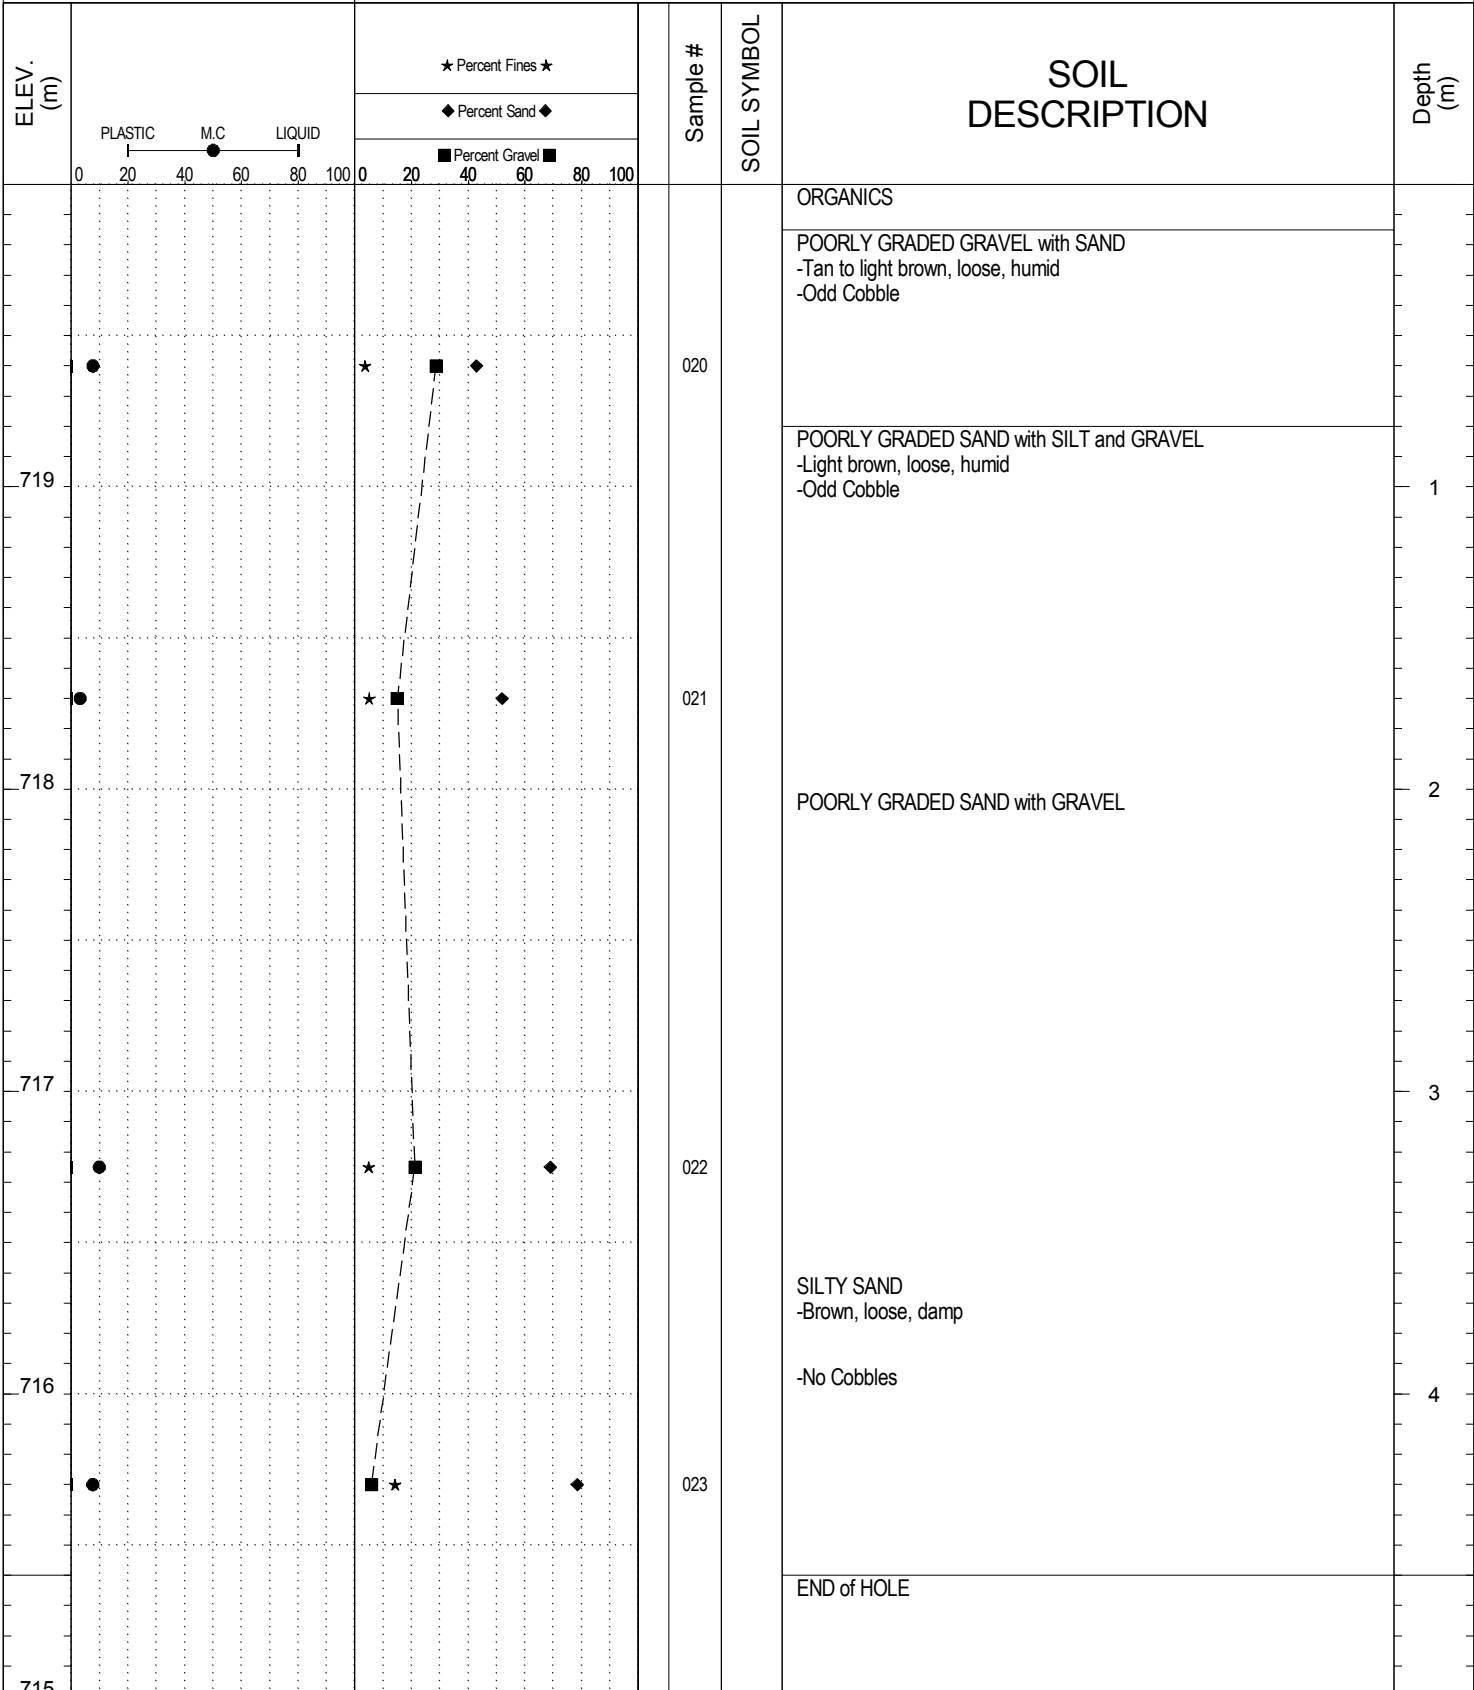 ELEV.
(m)
PLASTIC M.C LIQUID
0 20 40 60 80 100
★ Percent Fines ★
◆ Percent Sand ◆
■ Percent Gravel ■
0 20 40 60 80 100
Sample #
SOIL SYMBOL
SOIL
DESCRIPTION
Depth
(m)
ORGANICS
POORLY GRADED GRAVEL with SAND
-Tan to light brown, loose, humid
-Odd Cobble
020
POORLY GRADED SAND with SILT and GRAVEL
-Light brown, loose, humid
719
-Odd Cobble
1
021
718
2
POORLY GRADED SAND with GRAVEL
717
3
022
SILTY SAND
-Brown, loose, damp
-No Cobbles
716
4
023
END of HOLE
715